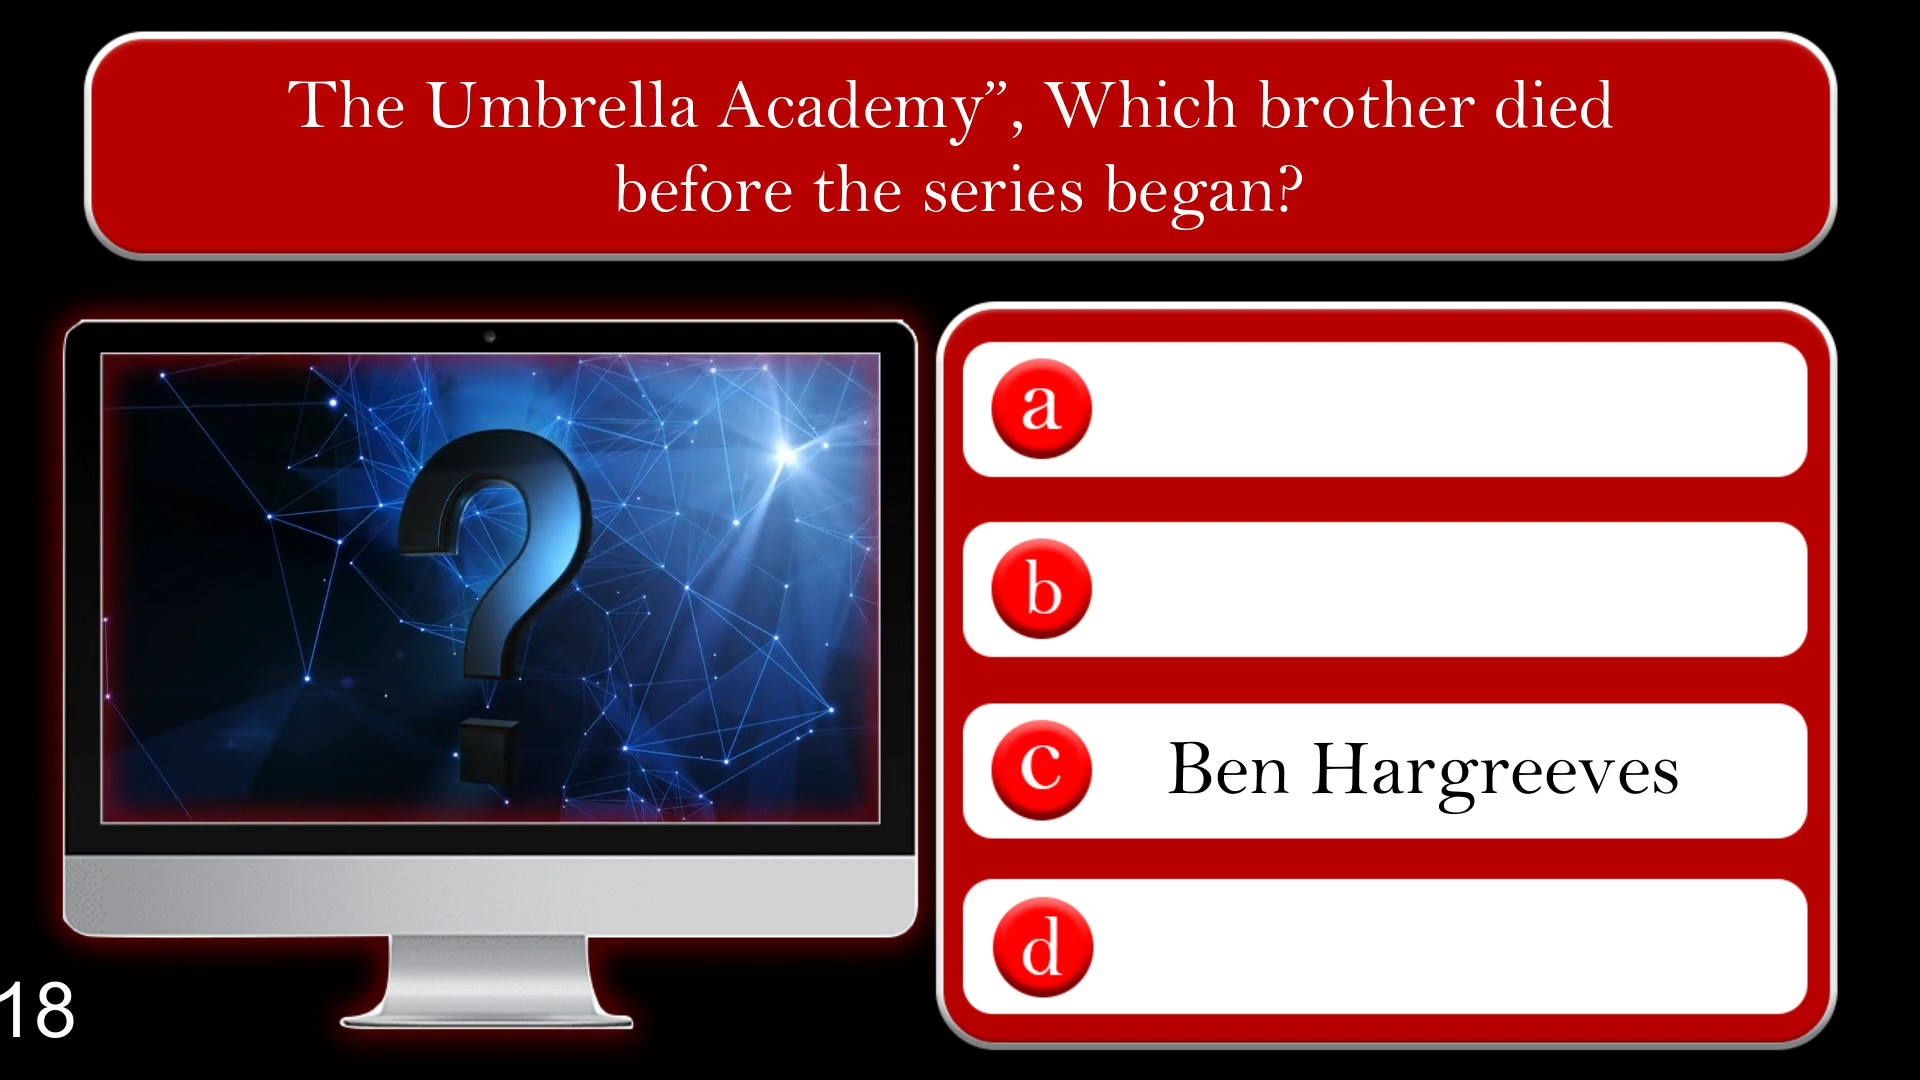 The Umbrella Academy”, Which brother died
before the series began?
a
b
c Ben Hargreeves
d
18